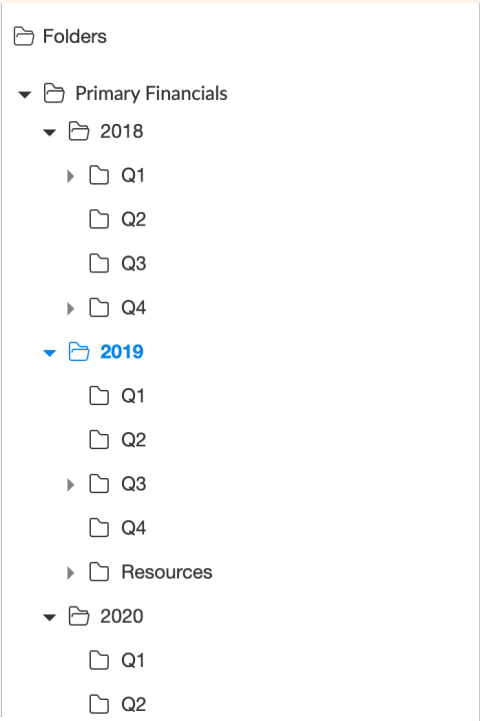 Folders
Primary Financials
2018
Q1
Q2
Q3
Q4
2019
Q1
Q2
Q3
Q4
Resources
2020
Q1
Q2